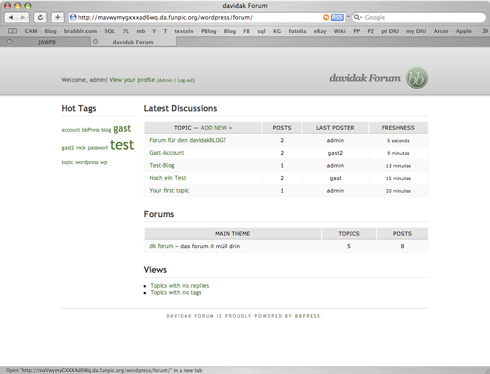 davidak Forum
http://mavwymygxxxad6wq.da.funpic.org/wordpress/forum/
RSS
Google
CAM Blog brabblr.com SQL 7L mb Y T texteln PBlog Blog FB sql KG fotolia eBay Wiki PP PZ pt DIU my DIU Arcor Apple
JAWPB
davidak Forum
Welcome, admin! View your profile (Admin | Log out)
davidak Forum bb
Hot Tags
account bbPress blog gast
gast2 nick passwort test
topic wordpress wp
Latest Discussions
TOPIC — ADD NEW » POSTS LAST POSTER FRESHNESS
Forum für den davidakBLOG! 2 admin 5 seconds
Gast-Account 2 gast2 9 minutes
Test-Blog 1 admin 13 minutes
Noch ein Test 2 gast 15 minutes
Your first topic 1 admin 20 minutes
Forums
MAIN THEME TOPICS POSTS
dk forum – das forum it müll drin 5 8
Views
Topics with no replies
Topics with no tags
DAVIDAK FORUM IS PROUDLY POWERED BY BBPRESS.
Open "http://mavwymyGXXXAd6Wq.da.funpic.org/wordpress/forum/" in a new tab